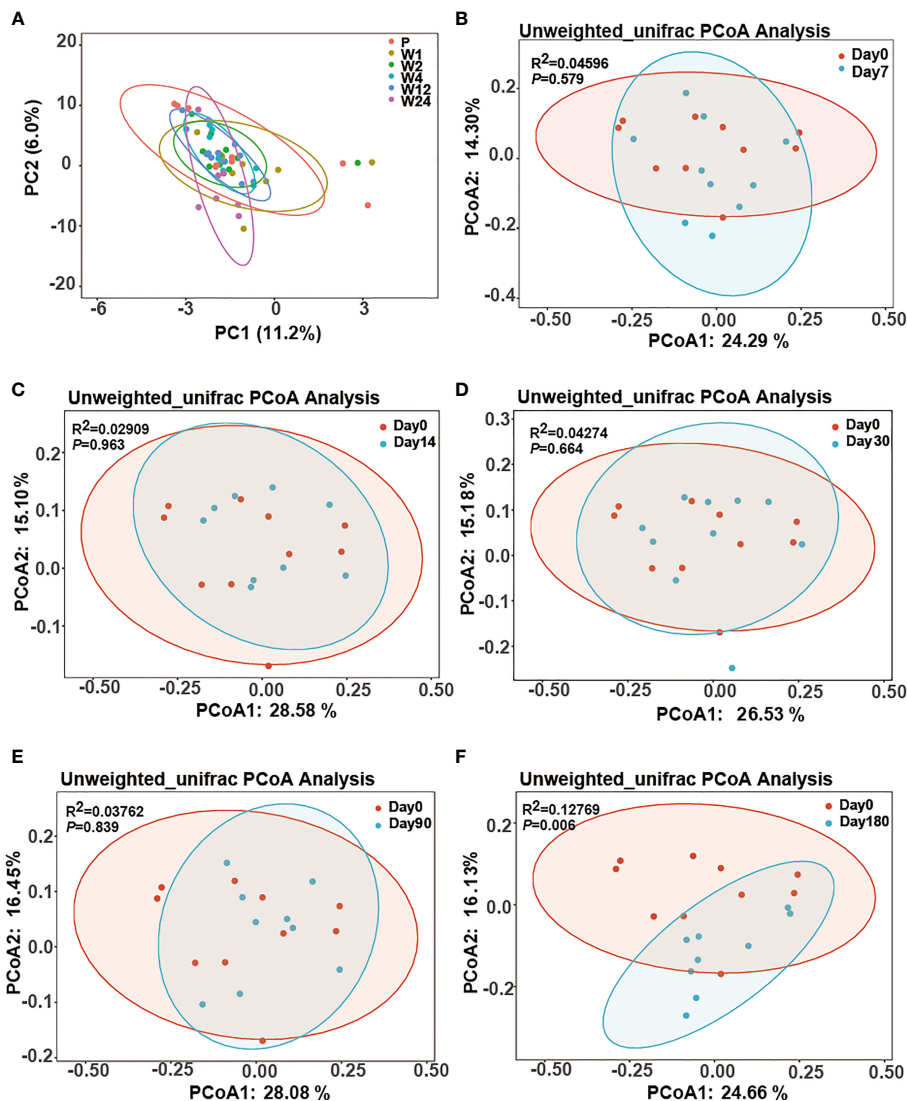 A
20
10
0
-10
-20
PC2 (6.0%)
-6
-3
0
3
PC1 (11.2%)
P
W1
W2
W4
W12
W24
B
Unweighted_unifrac PCoA Analysis
R2=0.04596
P=0.579
Day0
Day7
0.2
0.0
-0.2
-0.4
PCoA2: 14.30%
-0.50
-0.25
0.00
0.25
0.50
PCoA1: 24.29 %
C
Unweighted_unifrac PCoA Analysis
R2=0.02909
P=0.963
Day0
Day14
0.2
0.1
0.0
-0.1
PCoA2: 15.10%
-0.50
-0.25
0.00
0.25
0.50
PCoA1: 28.58 %
D
Unweighted_unifrac PCoA Analysis
R2=0.04274
P=0.664
Day0
Day30
0.3
0.2
0.1
0.0
-0.1
-0.2
PCoA2: 15.18%
-0.50
-0.25
0.00
0.25
0.50
PCoA1: 26.53 %
E
Unweighted_unifrac PCoA Analysis
R2=0.03762
P=0.839
Day0
Day90
0.2
0.1
0.0
-0.1
-0.2
PCoA2: 16.45%
-0.50
-0.25
0.00
0.25
0.50
PCoA1: 28.08 %
F
Unweighted_unifrac PCoA Analysis
R2=0.12769
P=0.006
Day0
Day180
0.2
0.0
-0.2
PCoA2: 16.13%
-0.50
-0.25
0.00
0.25
0.50
PCoA1: 24.66 %